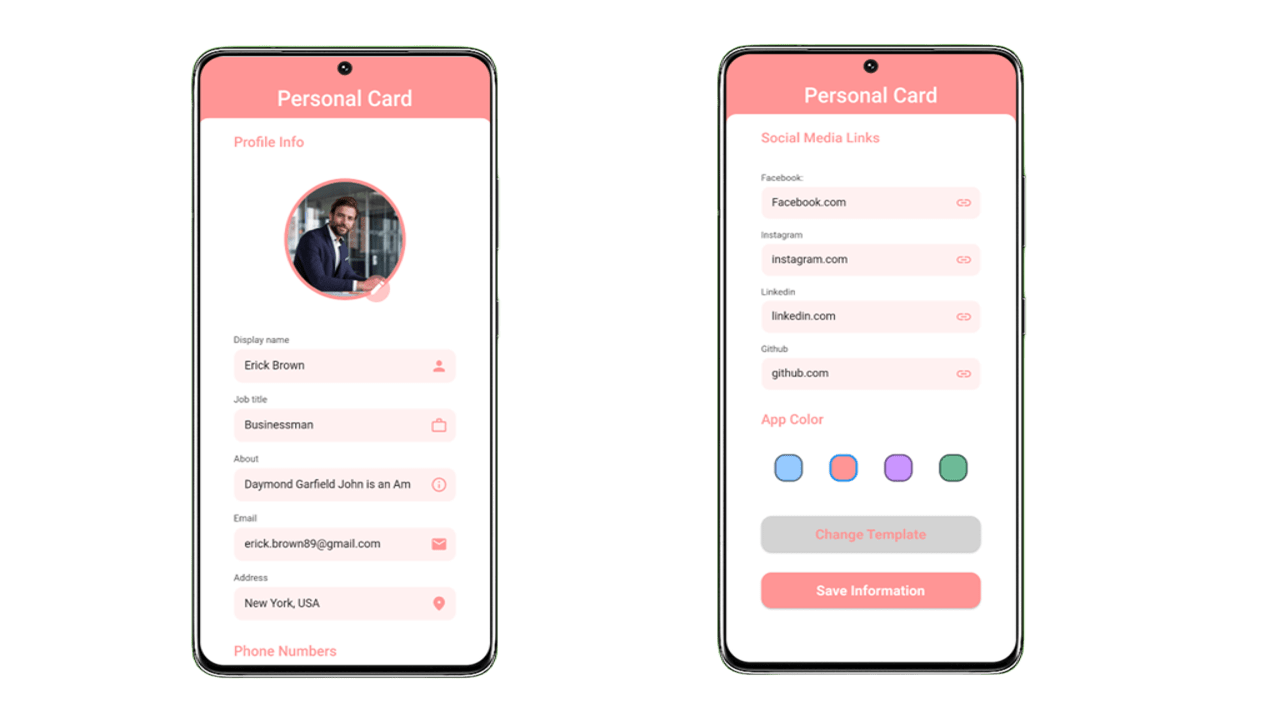 Personal Card
Profile Info
Display name
Erick Brown
Job title
Businessman
About
Daymond Garfield John is an Am
Email
erick.brown89@gmail.com
Address
New York, USA
Phone Numbers
Personal Card
Social Media Links
Facebook:
Facebook.com
Instagram
instagram.com
Linkedin
linkedin.com
Github
github.com
App Color
Change Template
Save Information